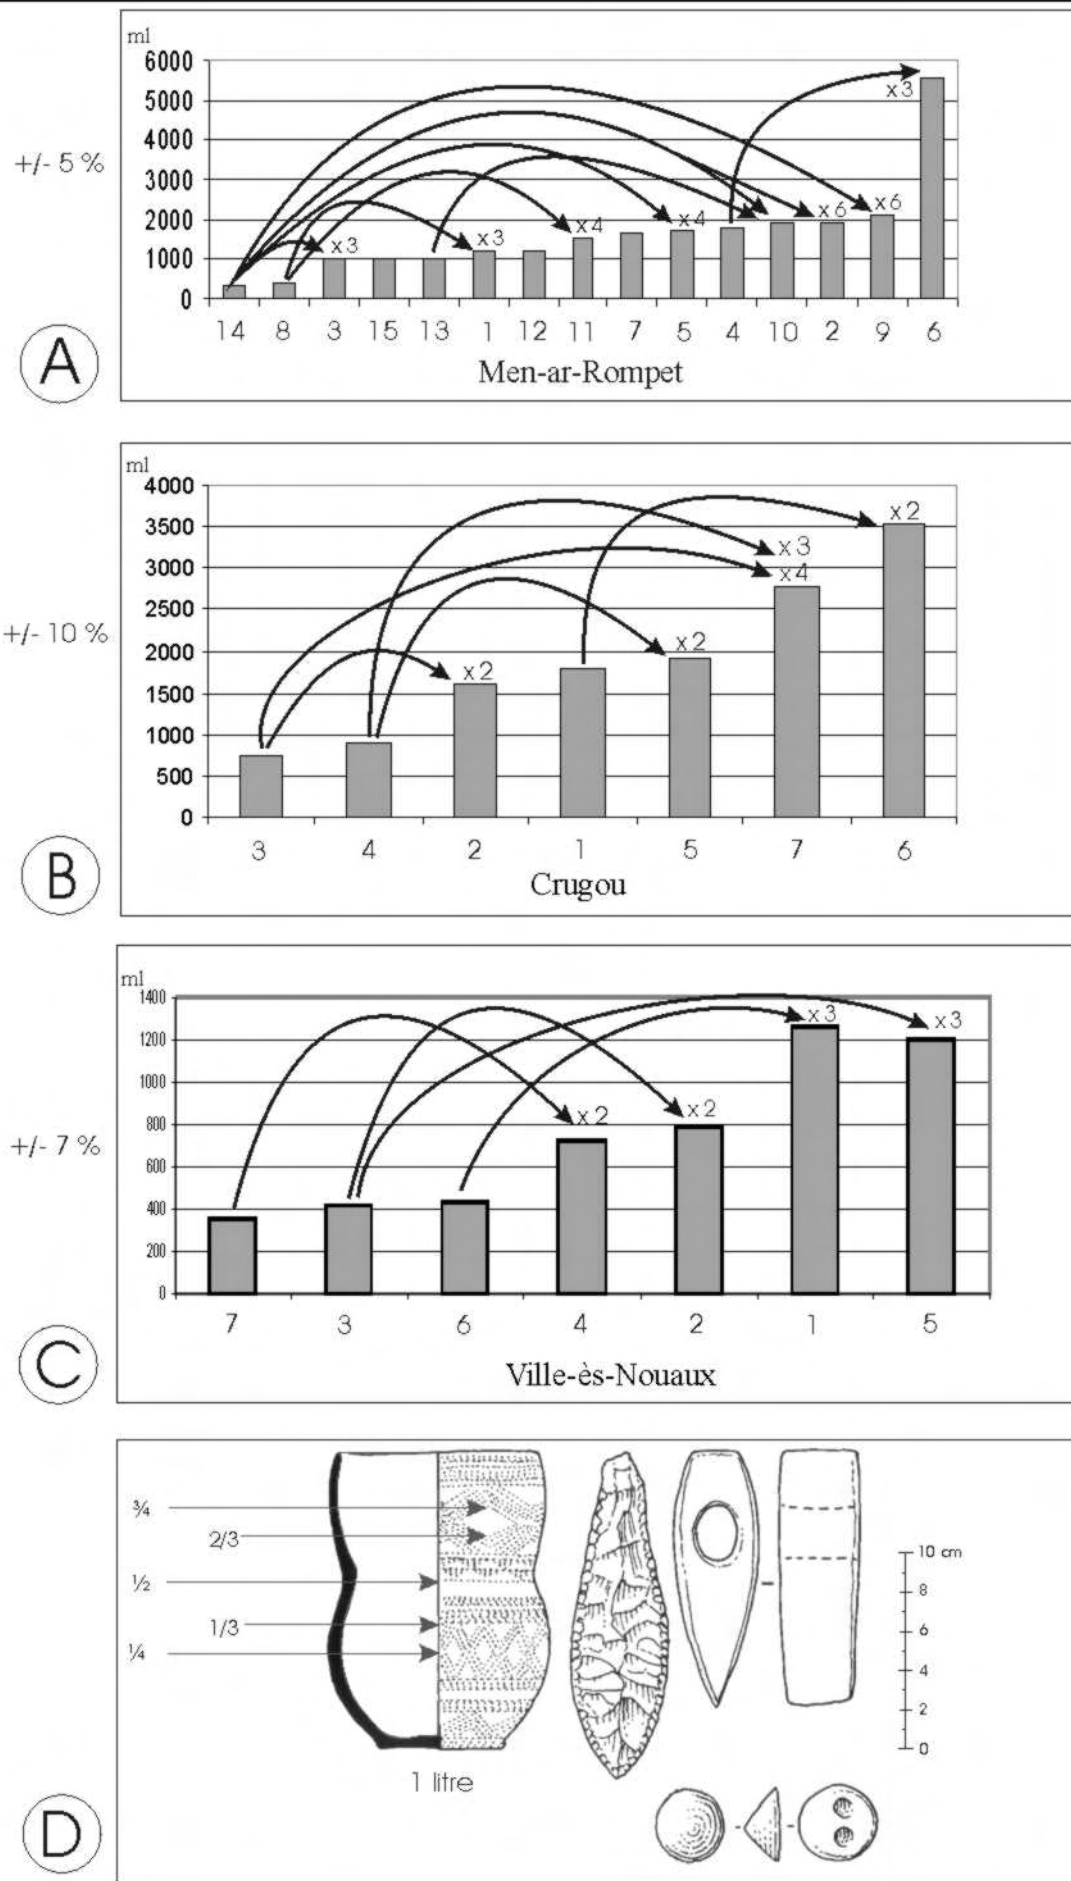 ml
6000
5000
4000
3000
2000
1000
0
+/- 5 %
x3
x3
x4
x4
x6
x6
x3
14 8 3 15 13 1 12 11 7 5 4 10 2 9 6
Men-ar-Rompet
A
ml
4000
3500
3000
2500
2000
1500
1000
500
0
+/- 10 %
x2
x2
x3
x4
x2
3 4 2 1 5 7 6
Crugou
B
ml
1400
1200
1000
800
600
400
200
0
+/- 7 %
x2
x2
x3
x3
7 3 6 4 2 1 5
Ville-ès-Nouaux
C
¾
2/3
½
1/3
¼
1 litre
10 cm
8
6
4
2
0
D